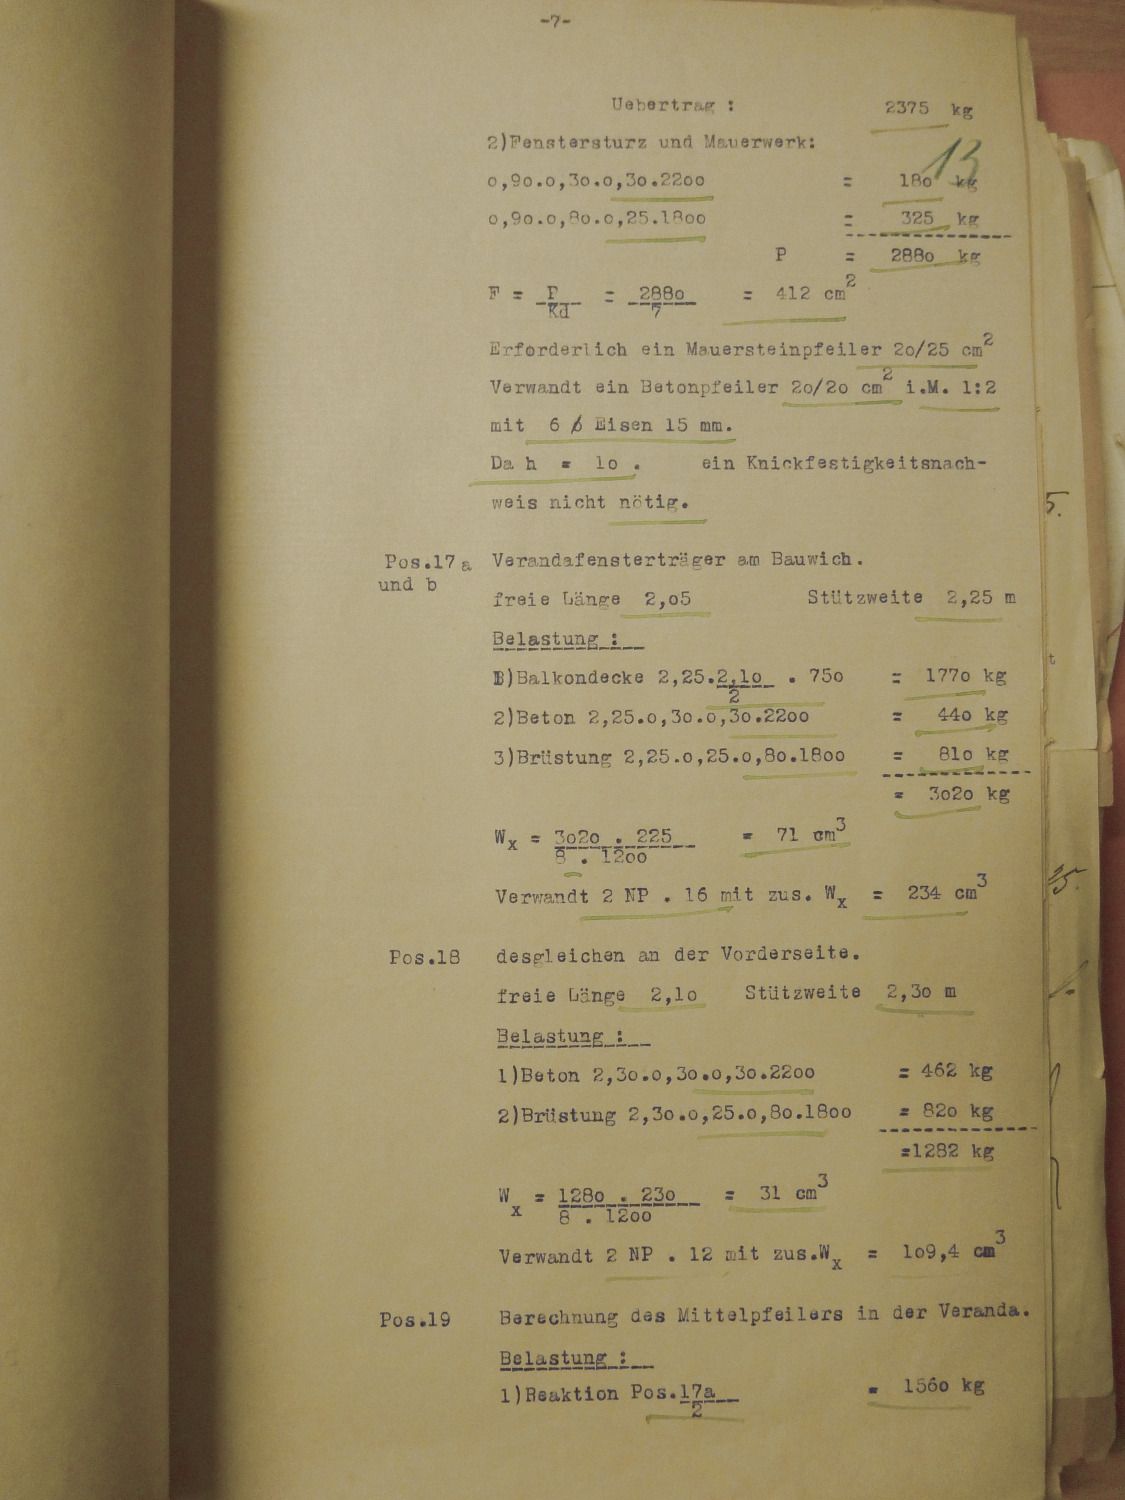 -7-
Uebertrag : 2375 kg
13
2)Fenstersturz und Mauerwerk:
o,9o.o,3o.o,3o.22oo = 18o kg
o,9o.o,8o.o,25.18oo = 325 kg
P = 288o kg
F = P/Kd = 288o/7 = 412 cm²
Erforderlich ein Mauersteinpfeiler 2o/25 cm²
Verwandt ein Betonpfeiler 2o/2o cm² i.M. 1:2
mit 6 ø Eisen 15 mm.
Da h = lo . ein Knickfestigkeitsnach-
weis nicht nötig.
Pos.17 a Verandafensterträger am Bauwich.
und b
freie Länge 2,o5 Stützweite 2,25 m
Belastung :
1)Balkondecke 2,25.2,lo/2 . 75o = 177o kg
2)Beton 2,25.o,3o.o,3o.22oo = 44o kg
3)Brüstung 2,25.o,25.o,8o.18oo = 81o kg
= 3o2o kg
Wx = 3o2o . 225/8 . 12oo = 71 cm³
Verwandt 2 NP . 16 mit zus. Wx = 234 cm³
Pos.18 desgleichen an der Vorderseite.
freie Länge 2,lo Stützweite 2,3o m
Belastung :
1)Beton 2,3o.o,3o.o,3o.22oo = 462 kg
2)Brüstung 2,3o.o,25.o,8o.18oo = 82o kg
=1282 kg
Wx = 128o . 23o/8 . 12oo = 31 cm³
Verwandt 2 NP . 12 mit zus.Wx = lo9,4 cm³
Pos.19 Berechnung des Mittelpfeilers in der Veranda.
Belastung :
1)Reaktion Pos.17a/2 = 156o kg
5.
t
25.